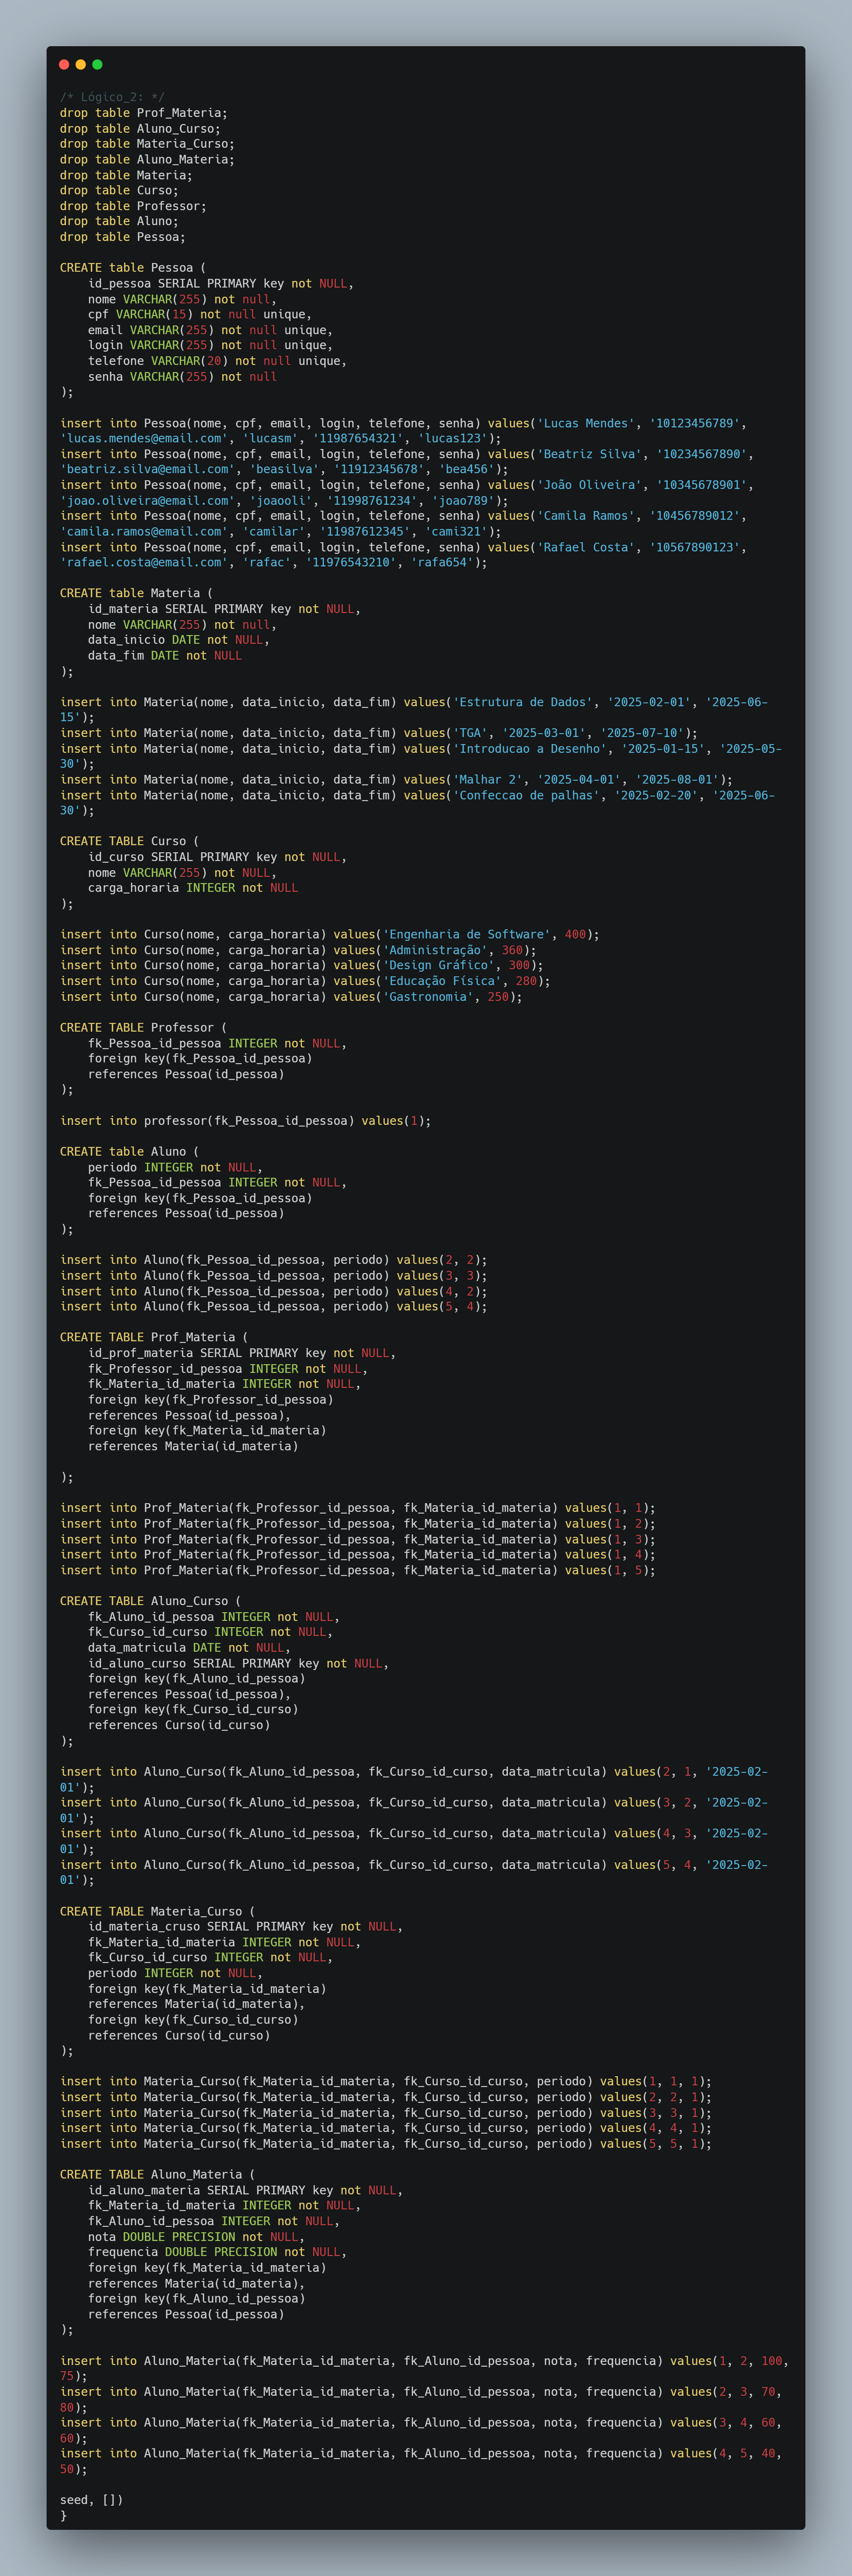 /* Lógico_2: */
drop table Prof_Materia;
drop table Aluno_Curso;
drop table Materia_Curso;
drop table Aluno_Materia;
drop table Materia;
drop table Curso;
drop table Professor;
drop table Aluno;
drop table Pessoa;

CREATE table Pessoa (
    id_pessoa SERIAL PRIMARY key not NULL,
    nome VARCHAR(255) not null,
    cpf VARCHAR(15) not null unique,
    email VARCHAR(255) not null unique,
    login VARCHAR(255) not null unique,
    telefone VARCHAR(20) not null unique,
    senha VARCHAR(255) not null
);

insert into Pessoa(nome, cpf, email, login, telefone, senha) values('Lucas Mendes', '10123456789',
'lucas.mendes@email.com', 'lucasm', '11987654321', 'lucas123');
insert into Pessoa(nome, cpf, email, login, telefone, senha) values('Beatriz Silva', '10234567890',
'beatriz.silva@email.com', 'beasilva', '11912345678', 'bea456');
insert into Pessoa(nome, cpf, email, login, telefone, senha) values('João Oliveira', '10345678901',
'joao.oliveira@email.com', 'joaooli', '11998761234', 'joao789');
insert into Pessoa(nome, cpf, email, login, telefone, senha) values('Camila Ramos', '10456789012',
'camila.ramos@email.com', 'camilar', '11987612345', 'cami321');
insert into Pessoa(nome, cpf, email, login, telefone, senha) values('Rafael Costa', '10567890123',
'rafael.costa@email.com', 'rafac', '11976543210', 'rafa654');

CREATE table Materia (
    id_materia SERIAL PRIMARY key not NULL,
    nome VARCHAR(255) not null,
    data_inicio DATE not NULL,
    data_fim DATE not NULL
);

insert into Materia(nome, data_inicio, data_fim) values('Estrutura de Dados', '2025-02-01', '2025-06-
15');
insert into Materia(nome, data_inicio, data_fim) values('TGA', '2025-03-01', '2025-07-10');
insert into Materia(nome, data_inicio, data_fim) values('Introducao a Desenho', '2025-01-15', '2025-05-
30');
insert into Materia(nome, data_inicio, data_fim) values('Malhar 2', '2025-04-01', '2025-08-01');
insert into Materia(nome, data_inicio, data_fim) values('Confeccao de palhas', '2025-02-20', '2025-06-
30');

CREATE TABLE Curso (
    id_curso SERIAL PRIMARY key not NULL,
    nome VARCHAR(255) not NULL,
    carga_horaria INTEGER not NULL
);

insert into Curso(nome, carga_horaria) values('Engenharia de Software', 400);
insert into Curso(nome, carga_horaria) values('Administração', 360);
insert into Curso(nome, carga_horaria) values('Design Gráfico', 300);
insert into Curso(nome, carga_horaria) values('Educação Física', 280);
insert into Curso(nome, carga_horaria) values('Gastronomia', 250);

CREATE TABLE Professor (
    fk_Pessoa_id_pessoa INTEGER not NULL,
    foreign key(fk_Pessoa_id_pessoa)
    references Pessoa(id_pessoa)
);

insert into professor(fk_Pessoa_id_pessoa) values(1);

CREATE table Aluno (
    periodo INTEGER not NULL,
    fk_Pessoa_id_pessoa INTEGER not NULL,
    foreign key(fk_Pessoa_id_pessoa)
    references Pessoa(id_pessoa)
);

insert into Aluno(fk_Pessoa_id_pessoa, periodo) values(2, 2);
insert into Aluno(fk_Pessoa_id_pessoa, periodo) values(3, 3);
insert into Aluno(fk_Pessoa_id_pessoa, periodo) values(4, 2);
insert into Aluno(fk_Pessoa_id_pessoa, periodo) values(5, 4);

CREATE TABLE Prof_Materia (
    id_prof_materia SERIAL PRIMARY key not NULL,
    fk_Professor_id_pessoa INTEGER not NULL,
    fk_Materia_id_materia INTEGER not NULL,
    foreign key(fk_Professor_id_pessoa)
    references Pessoa(id_pessoa),
    foreign key(fk_Materia_id_materia)
    references Materia(id_materia)

);

insert into Prof_Materia(fk_Professor_id_pessoa, fk_Materia_id_materia) values(1, 1);
insert into Prof_Materia(fk_Professor_id_pessoa, fk_Materia_id_materia) values(1, 2);
insert into Prof_Materia(fk_Professor_id_pessoa, fk_Materia_id_materia) values(1, 3);
insert into Prof_Materia(fk_Professor_id_pessoa, fk_Materia_id_materia) values(1, 4);
insert into Prof_Materia(fk_Professor_id_pessoa, fk_Materia_id_materia) values(1, 5);

CREATE TABLE Aluno_Curso (
    fk_Aluno_id_pessoa INTEGER not NULL,
    fk_Curso_id_curso INTEGER not NULL,
    data_matricula DATE not NULL,
    id_aluno_curso SERIAL PRIMARY key not NULL,
    foreign key(fk_Aluno_id_pessoa)
    references Pessoa(id_pessoa),
    foreign key(fk_Curso_id_curso)
    references Curso(id_curso)
);

insert into Aluno_Curso(fk_Aluno_id_pessoa, fk_Curso_id_curso, data_matricula) values(2, 1, '2025-02-
01');
insert into Aluno_Curso(fk_Aluno_id_pessoa, fk_Curso_id_curso, data_matricula) values(3, 2, '2025-02-
01');
insert into Aluno_Curso(fk_Aluno_id_pessoa, fk_Curso_id_curso, data_matricula) values(4, 3, '2025-02-
01');
insert into Aluno_Curso(fk_Aluno_id_pessoa, fk_Curso_id_curso, data_matricula) values(5, 4, '2025-02-
01');

CREATE TABLE Materia_Curso (
    id_materia_cruso SERIAL PRIMARY key not NULL,
    fk_Materia_id_materia INTEGER not NULL,
    fk_Curso_id_curso INTEGER not NULL,
    periodo INTEGER not NULL,
    foreign key(fk_Materia_id_materia)
    references Materia(id_materia),
    foreign key(fk_Curso_id_curso)
    references Curso(id_curso)
);

insert into Materia_Curso(fk_Materia_id_materia, fk_Curso_id_curso, periodo) values(1, 1, 1);
insert into Materia_Curso(fk_Materia_id_materia, fk_Curso_id_curso, periodo) values(2, 2, 1);
insert into Materia_Curso(fk_Materia_id_materia, fk_Curso_id_curso, periodo) values(3, 3, 1);
insert into Materia_Curso(fk_Materia_id_materia, fk_Curso_id_curso, periodo) values(4, 4, 1);
insert into Materia_Curso(fk_Materia_id_materia, fk_Curso_id_curso, periodo) values(5, 5, 1);

CREATE TABLE Aluno_Materia (
    id_aluno_materia SERIAL PRIMARY key not NULL,
    fk_Materia_id_materia INTEGER not NULL,
    fk_Aluno_id_pessoa INTEGER not NULL,
    nota DOUBLE PRECISION not NULL,
    frequencia DOUBLE PRECISION not NULL,
    foreign key(fk_Materia_id_materia)
    references Materia(id_materia),
    foreign key(fk_Aluno_id_pessoa)
    references Pessoa(id_pessoa)
);

insert into Aluno_Materia(fk_Materia_id_materia, fk_Aluno_id_pessoa, nota, frequencia) values(1, 2, 100,
75);
insert into Aluno_Materia(fk_Materia_id_materia, fk_Aluno_id_pessoa, nota, frequencia) values(2, 3, 70,
80);
insert into Aluno_Materia(fk_Materia_id_materia, fk_Aluno_id_pessoa, nota, frequencia) values(3, 4, 60,
60);
insert into Aluno_Materia(fk_Materia_id_materia, fk_Aluno_id_pessoa, nota, frequencia) values(4, 5, 40,
50);

seed, [])
}